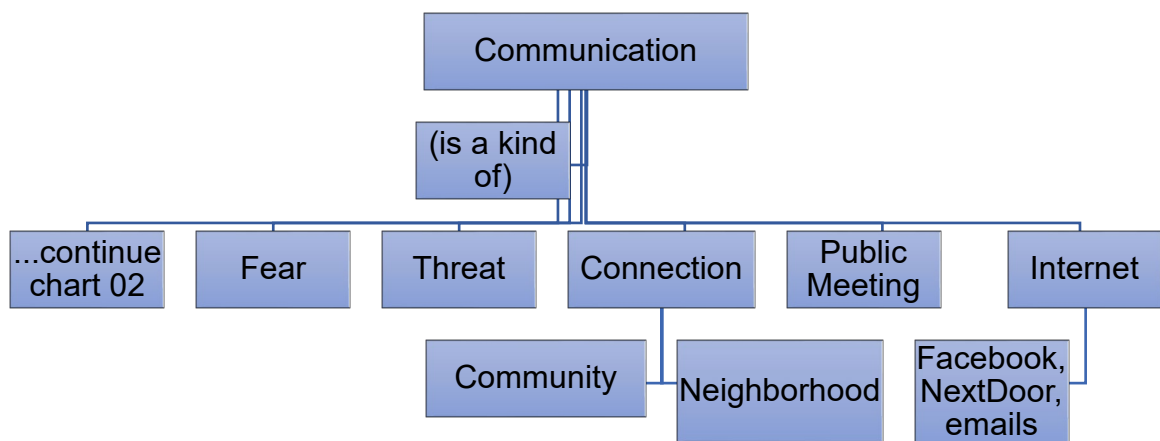 Communication
(is a kind
of)
...continue
chart 02
Fear
Threat
Connection
Public
Meeting
Internet
Community
Neighborhood
Facebook,
NextDoor,
emails